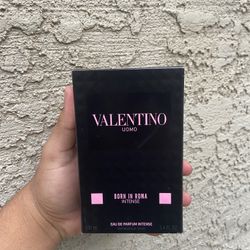 VALENTINO
UOMO
BORN IN ROMA
INTENSE
EAU DE PARFUM INTENSE